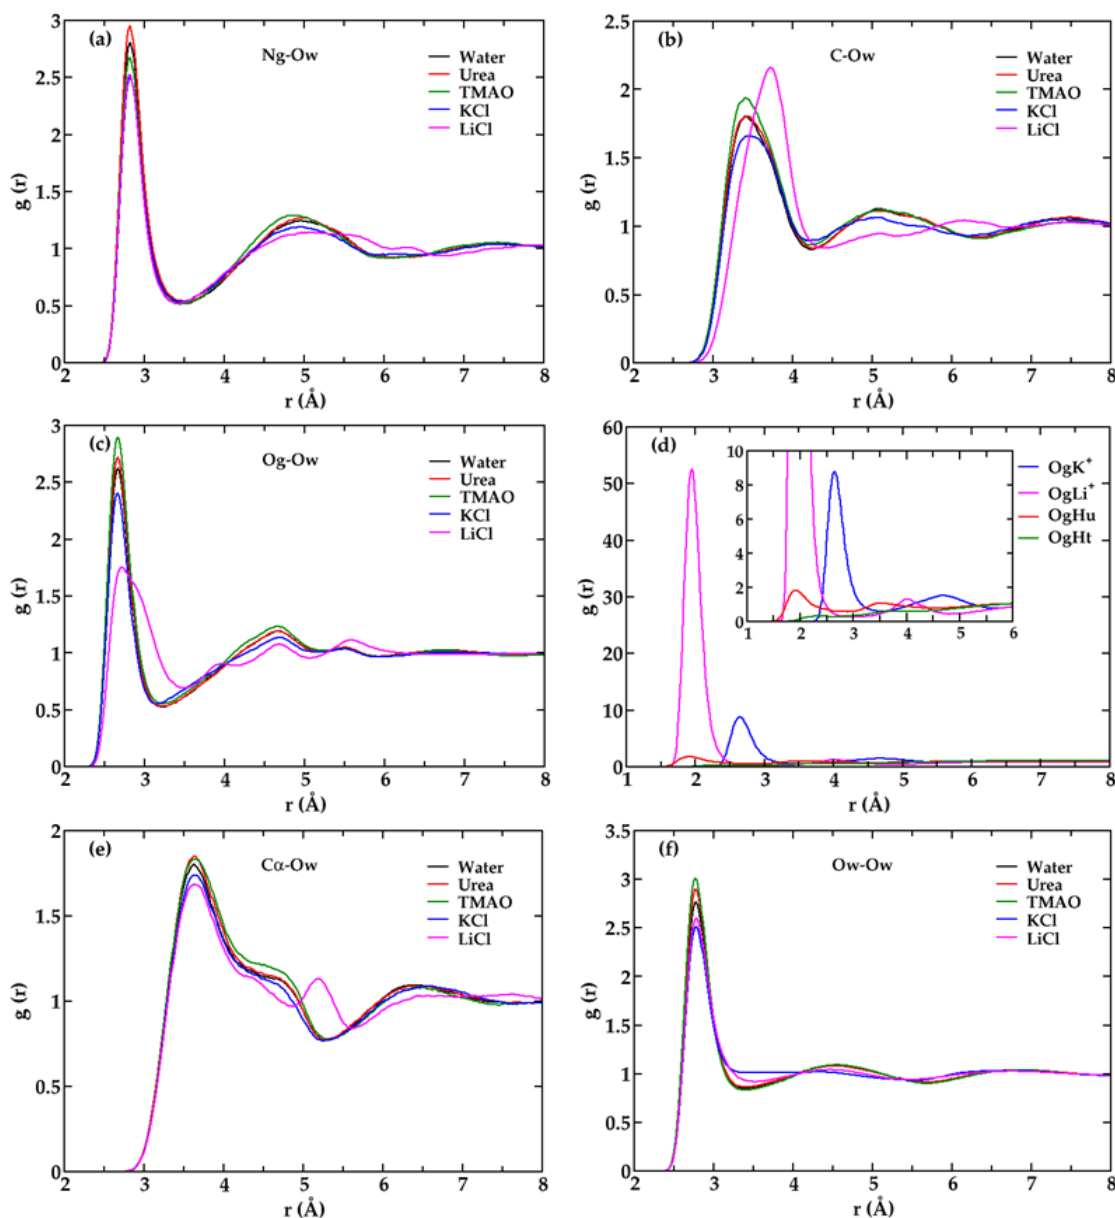 (a)
Ng-Ow
Water
Urea
TMAO
KCl
LiCl
3
2.5
2
1.5
1
0.5
0
g (r)
2 3 4 5 6 7 8
r (Å)
(b)
C-Ow
Water
Urea
TMAO
KCl
LiCl
2.5
2
1.5
1
0.5
0
g (r)
2 3 4 5 6 7 8
r (Å)
(c)
Og-Ow
Water
Urea
TMAO
KCl
LiCl
3
2.5
2
1.5
1
0.5
0
g (r)
2 3 4 5 6 7 8
r (Å)
(d)
OgK+
OgLi+
OgHu
OgHt
10
8
6
4
2
0
1 2 3 4 5 6
60
50
40
30
20
10
0
g (r)
1 2 3 4 5 6 7 8
r (Å)
(e)
Cα-Ow
Water
Urea
TMAO
KCl
LiCl
2
1.5
1
0.5
0
g (r)
2 3 4 5 6 7 8
r (Å)
(f)
Ow-Ow
Water
Urea
TMAO
KCl
LiCl
3.5
3
2.5
2
1.5
1
0.5
0
g (r)
2 3 4 5 6 7 8
r (Å)